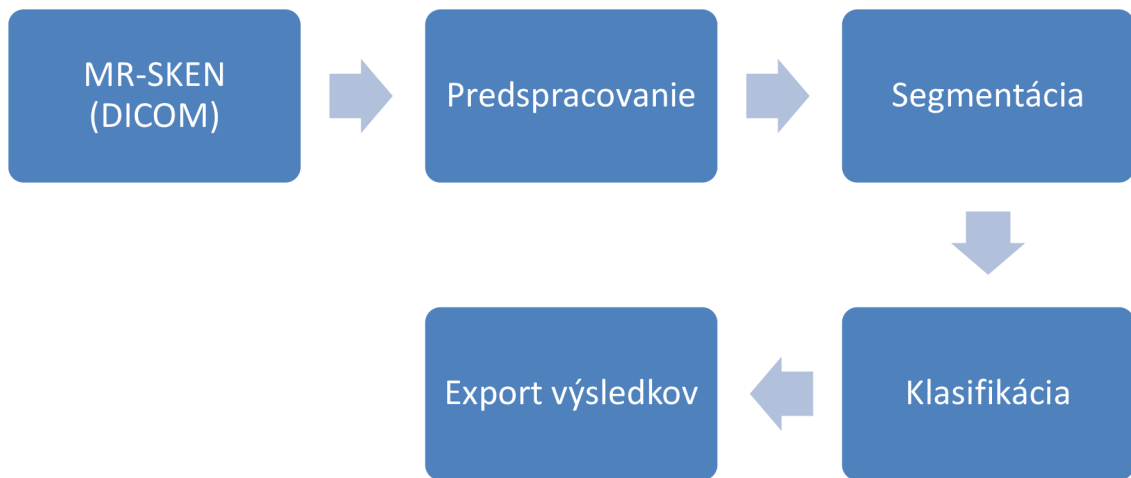 MR-SKEN
(DICOM)
Predspracovanie
Segmentácia
Klasifikácia
Export výsledkov